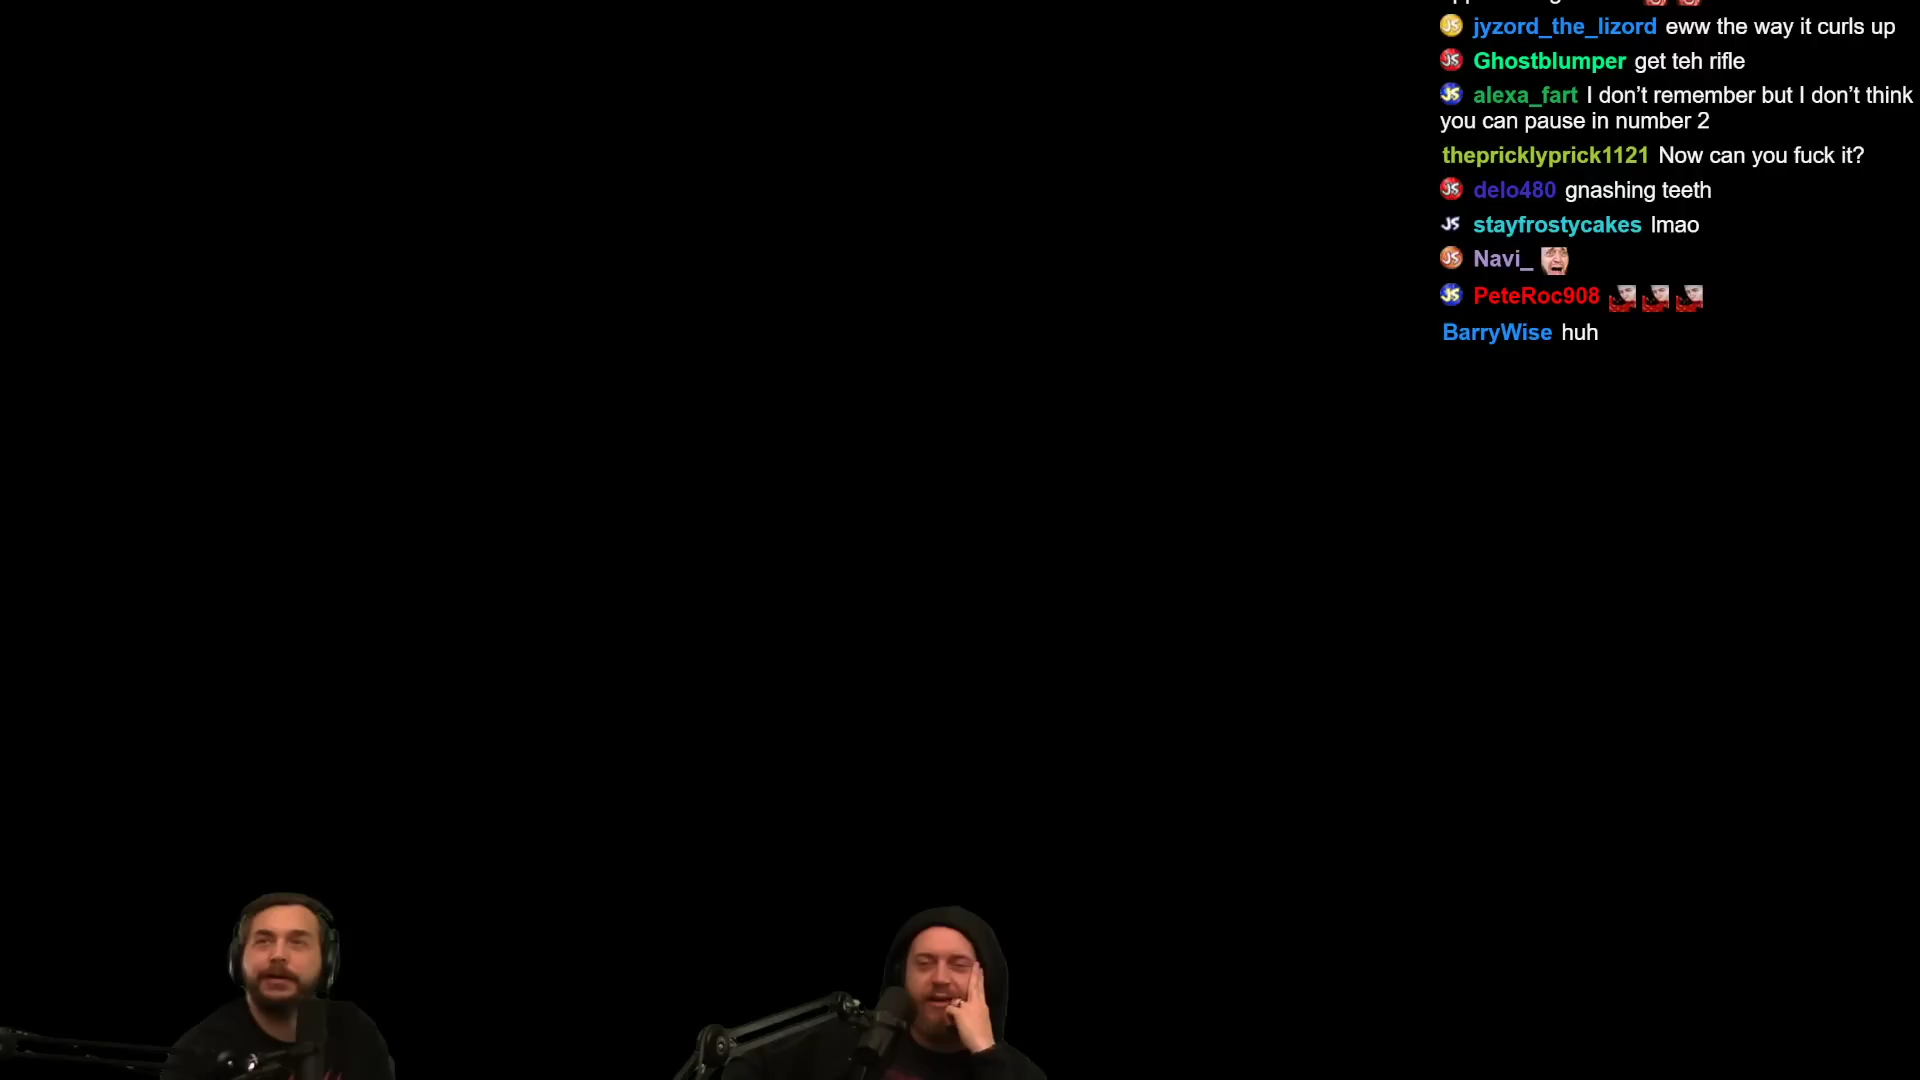 jyzord_the_lizord eww the way it curls up
Ghostblumper get teh rifle
alexa_fart I don’t remember but I don’t think
you can pause in number 2
thepricklyprick1121 Now can you fuck it?
delo480 gnashing teeth
stayfrostycakes lmao
Navi_
PeteRoc908
BarryWise huh